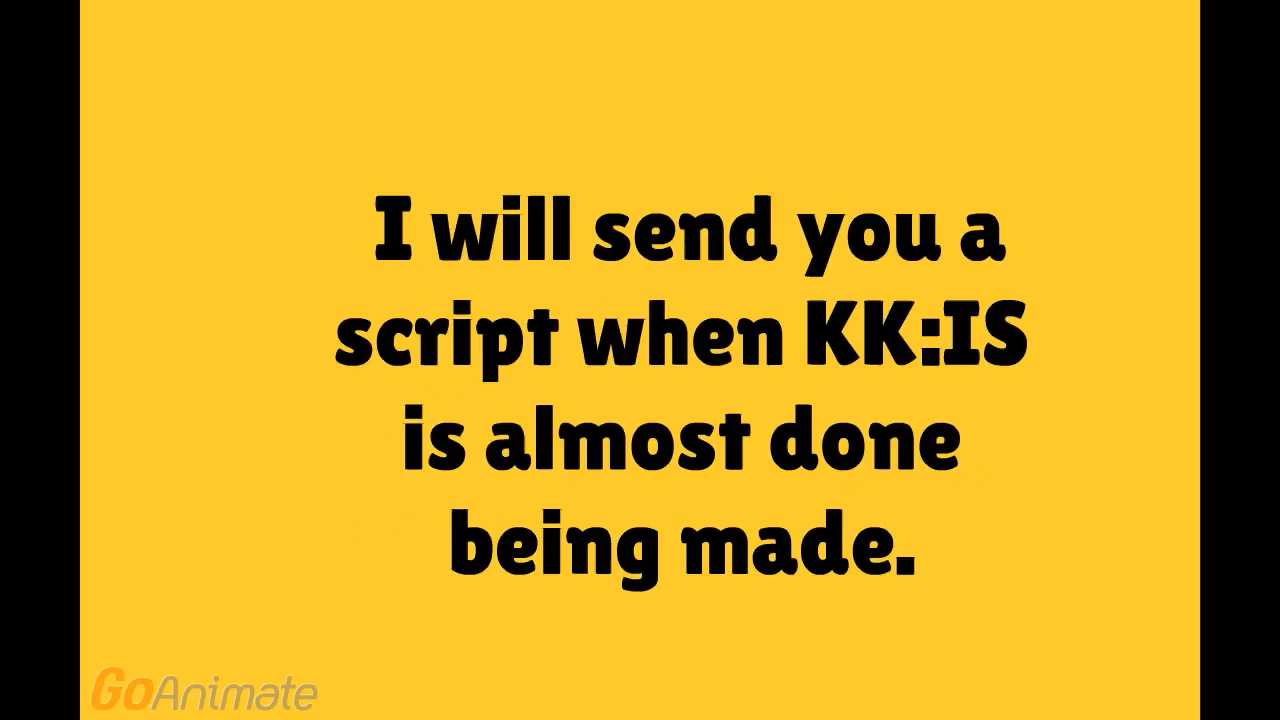 I will send you a
script when KK:IS
is almost done
being made.
GoAnimate